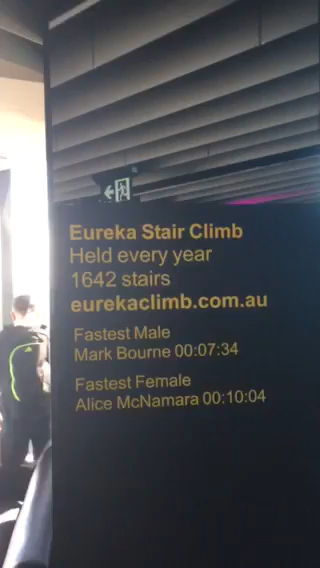 Eureka Stair Climb
Held every year
1642 stairs
eurekaclimb.com.au
Fastest Male
Mark Bourne 00:07:34
Fastest Female
Alice McNamara 00:10:04